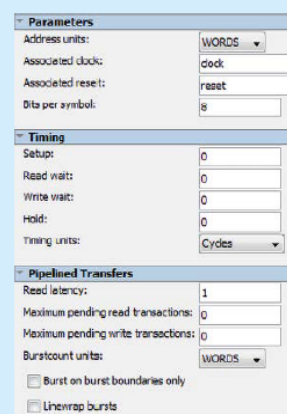 Parameters
Address units: WORDS
Associated clock: clock
Associated reset: reset
Bits per symbol: 8
Timing
Setup: 0
Read wait: 0
Write wait: 0
Hold: 0
Timing units: Cycles
Pipelined Transfers
Read latency: 1
Maximum pending read transactions: 0
Maximum pending write transactions: 0
Burstcount units: WORDS
Burst on burst boundaries only
Linewrap bursts